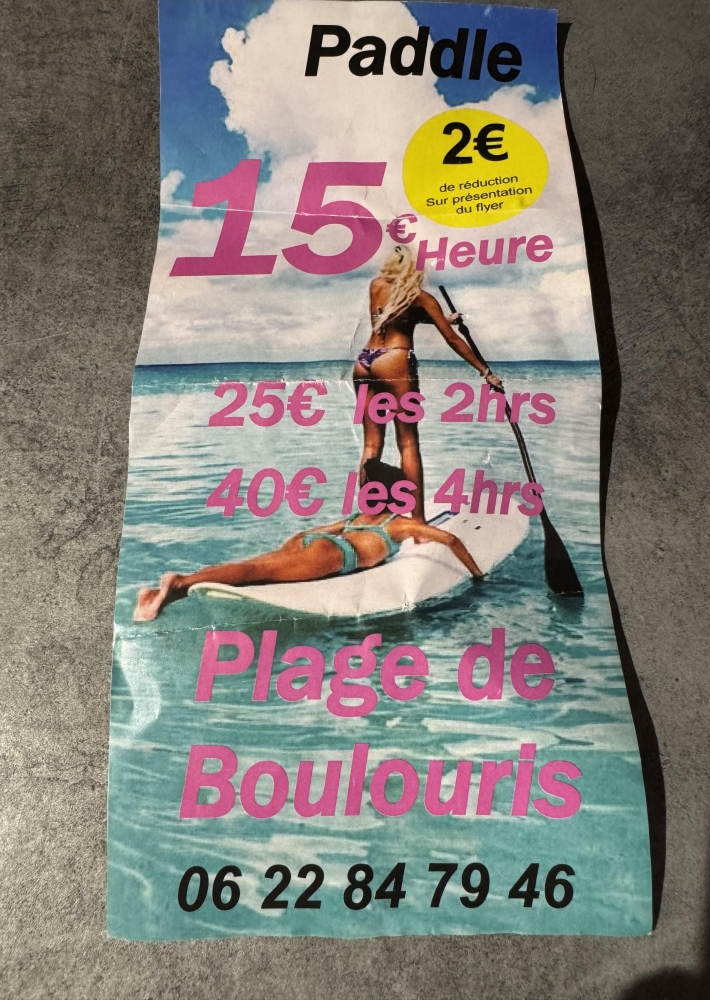 Paddle
2€
de réduction
Sur présentation
du flyer
15€ Heure
25€ les 2hrs
40€ les 4hrs
Plage de
Boulouris
06 22 84 79 46